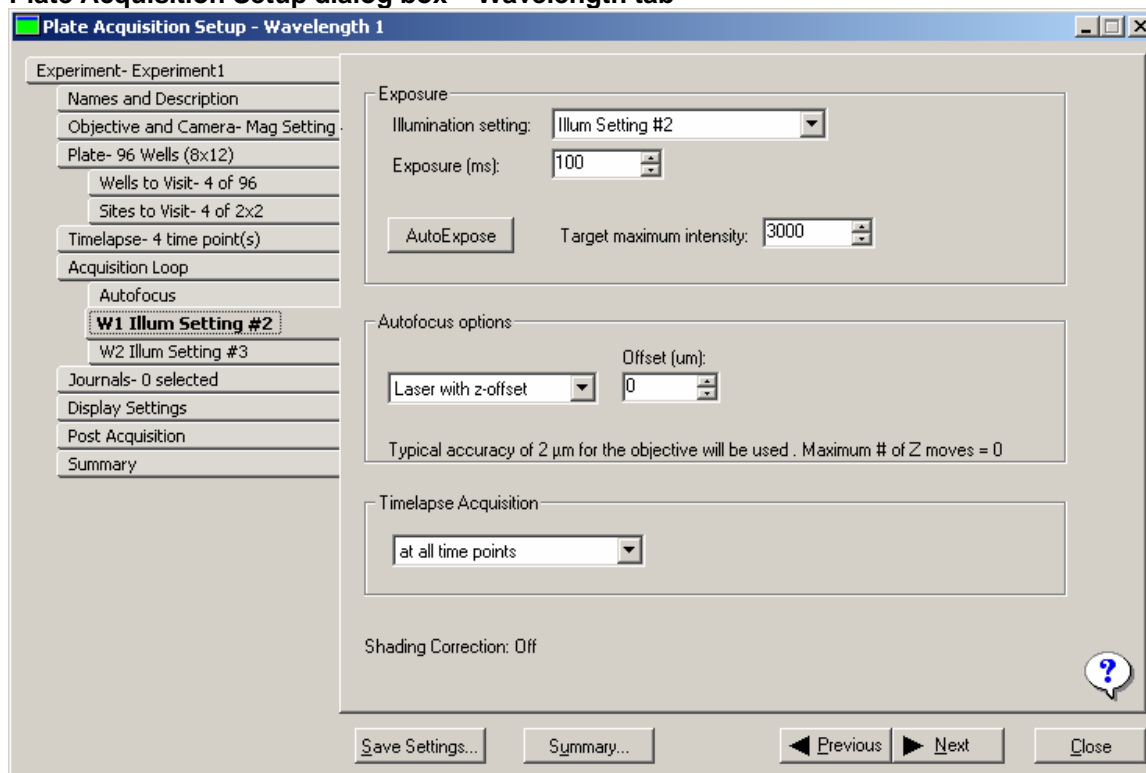 Plate Acquisition Setup dialog box – Wavelength tab
Plate Acquisition Setup - Wavelength 1
Experiment- Experiment1
Names and Description
Objective and Camera- Mag Setting
Plate- 96 Wells (8x12)
Wells to Visit- 4 of 96
Sites to Visit- 4 of 2x2
Timelapse- 4 time point(s)
Acquisition Loop
Autofocus
W1 Illum Setting #2
W2 Illum Setting #3
Journals- 0 selected
Display Settings
Post Acquisition
Summary
Exposure
Illumination setting: Illum Setting #2
Exposure (ms): 100
AutoExpose Target maximum intensity: 3000
Autofocus options
Offset (um):
Laser with z-offset 0
Typical accuracy of 2 µm for the objective will be used . Maximum # of Z moves = 0
Timelapse Acquisition
at all time points
Shading Correction: Off
?
Save Settings... Summary... Previous Next Close